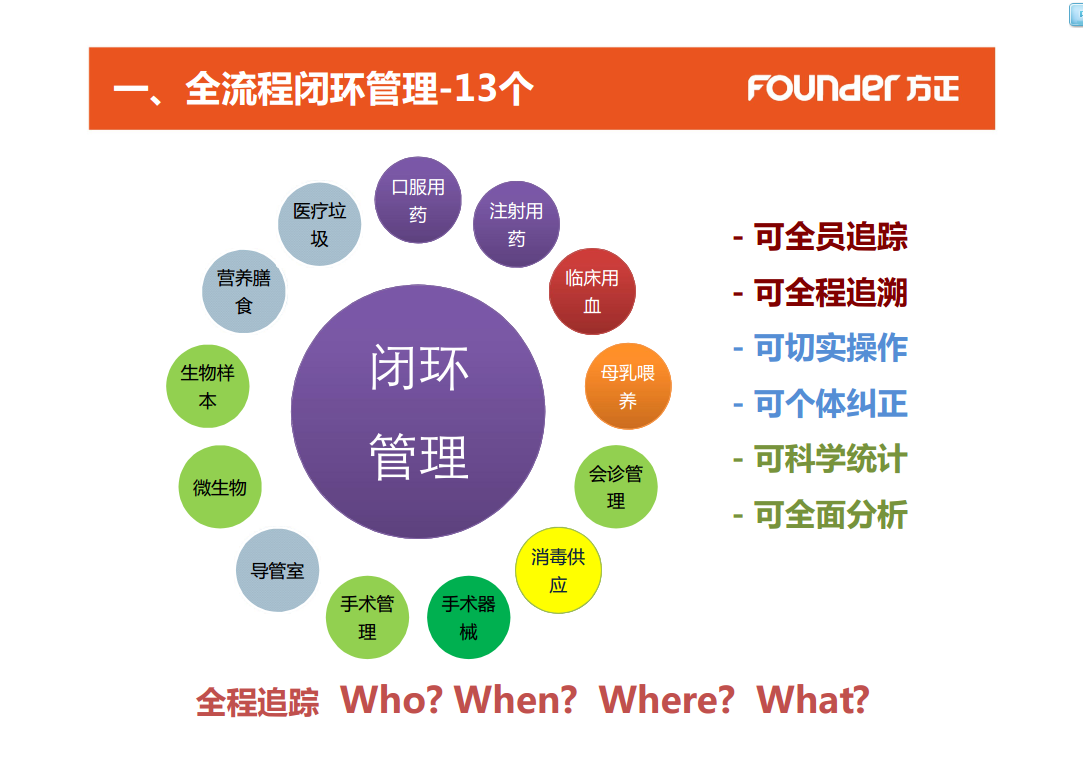 一、全流程闭环管理-13个
FOUNDER 方正
口服用
药
注射用
药
临床用
血
母乳喂
养
会诊管
理
消毒供
应
手术器
械
手术管
理
导管室
微生物
生物样
本
营养膳
食
医疗垃
圾
闭环
管理
- 可全员追踪
- 可全程追溯
- 可切实操作
- 可个体纠正
- 可科学统计
- 可全面分析
全程追踪 Who? When? Where? What?